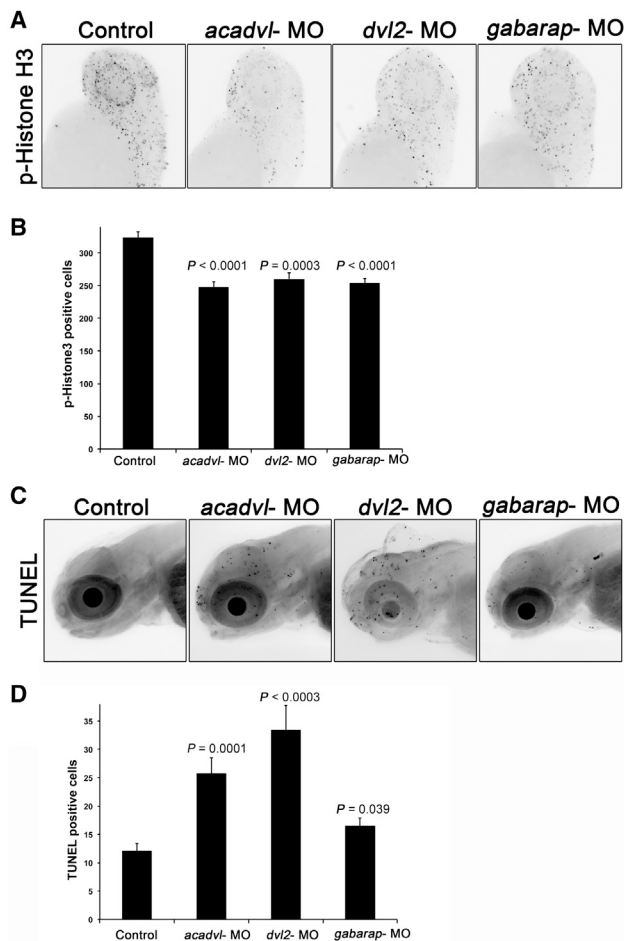 A
Control
acadvl- MO
dvl2- MO
gabarap- MO
p-Histone H3
B
p-Histone3 positive cells
300
250
200
150
100
50
0
P < 0.0001
P = 0.0003
P < 0.0001
Control
acadvl- MO
dvl2- MO
gabarap- MO
C
Control
acadvl- MO
dvl2- MO
gabarap- MO
TUNEL
D
TUNEL positive cells
35
30
25
20
15
10
5
0
P = 0.0001
P < 0.0003
P = 0.039
Control
acadvl- MO
dvl2- MO
gabarap- MO